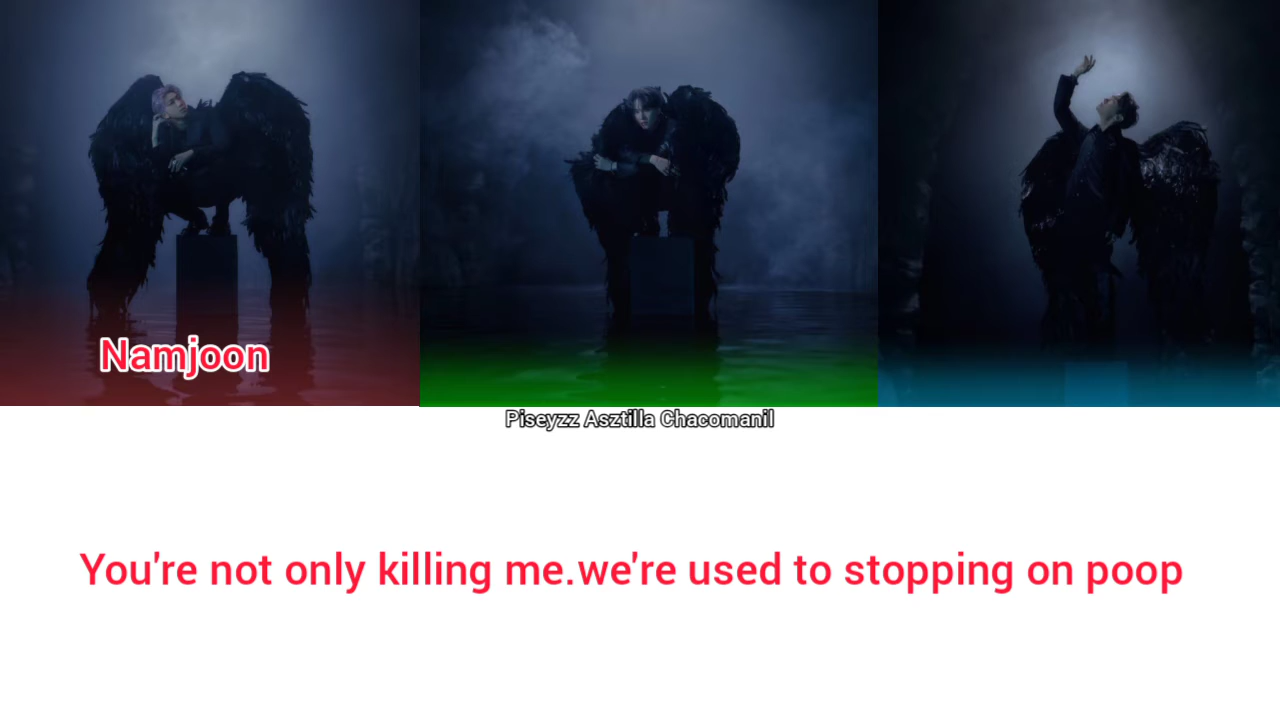 Namjoon
Piseyzz Asztilla Chacomanil
You're not only killing me.we're used to stopping on poop